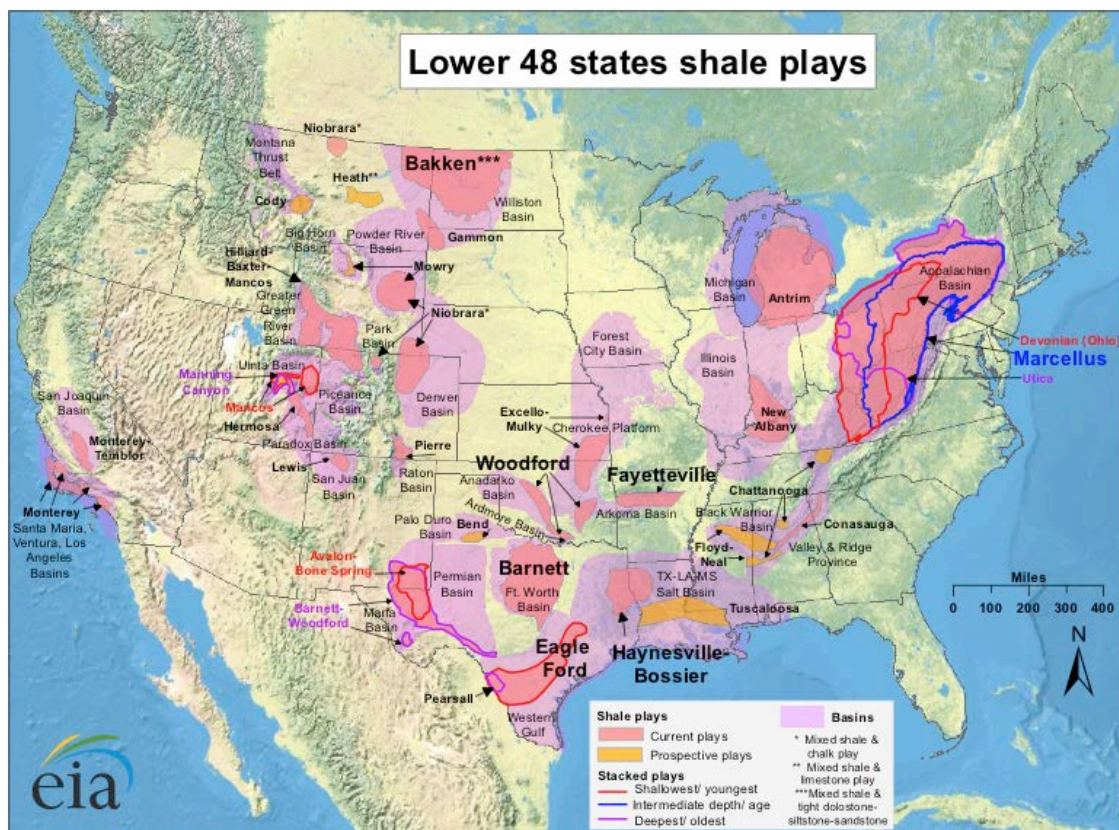 Lower 48 states shale plays
Niobrara*
Montana
Thrust
Belt
Bakken***
Heath**
Cody
Williston
Basin
Big Horn
Basin
Powder River
Basin
Gammon
Hilliard-
Baxter-
Mancos
Mowry
Greater
Green
River
Basin
Park
Basin
Niobrara*
Michigan
Basin
Antrim
Appalachian
Basin
Devonian (Ohio)
Marcellus
Utica
Forest
City Basin
Illinois
Basin
Uinta Basin
Manning
Canyon
Mancos
Piceance
Basin
Denver
Basin
Hermosa
Paradox Basin
San Joaquin
Basin
Monterey-
Temblor
Excello-
Mulky
Cherokee Platform
New
Albany
Pierre
Lewis
San Juan
Basin
Raton
Basin
Woodford
Anadarko
Basin
Fayetteville
Arkoma Basin
Chattanooga
Monterey
Santa Maria,
Ventura, Los
Angeles
Basins
Palo Duro
Basin
Bend
Ardmore Basin
Black Warrior
Basin
Conasauga
Floyd-
Neal
Valley & Ridge
Province
Avalon-
Bone Spring
Permian
Basin
Barnett
Ft. Worth
Basin
TX-LA-MS
Salt Basin
Tuscaloosa
Barnett-
Woodford
Marfa
Basin
Eagle
Ford
Haynesville-
Bossier
Pearsall
Western
Gulf
Miles
0 100 200 300 400
N
Shale plays
Current plays
Prospective plays
Stacked plays
Shallowest/ youngest
Intermediate depth/ age
Deepest/ oldest
Basins
* Mixed shale &
chalk play
** Mixed shale &
limestone play
***Mixed shale &
tight dolostone-
siltstone-sandstone
eia